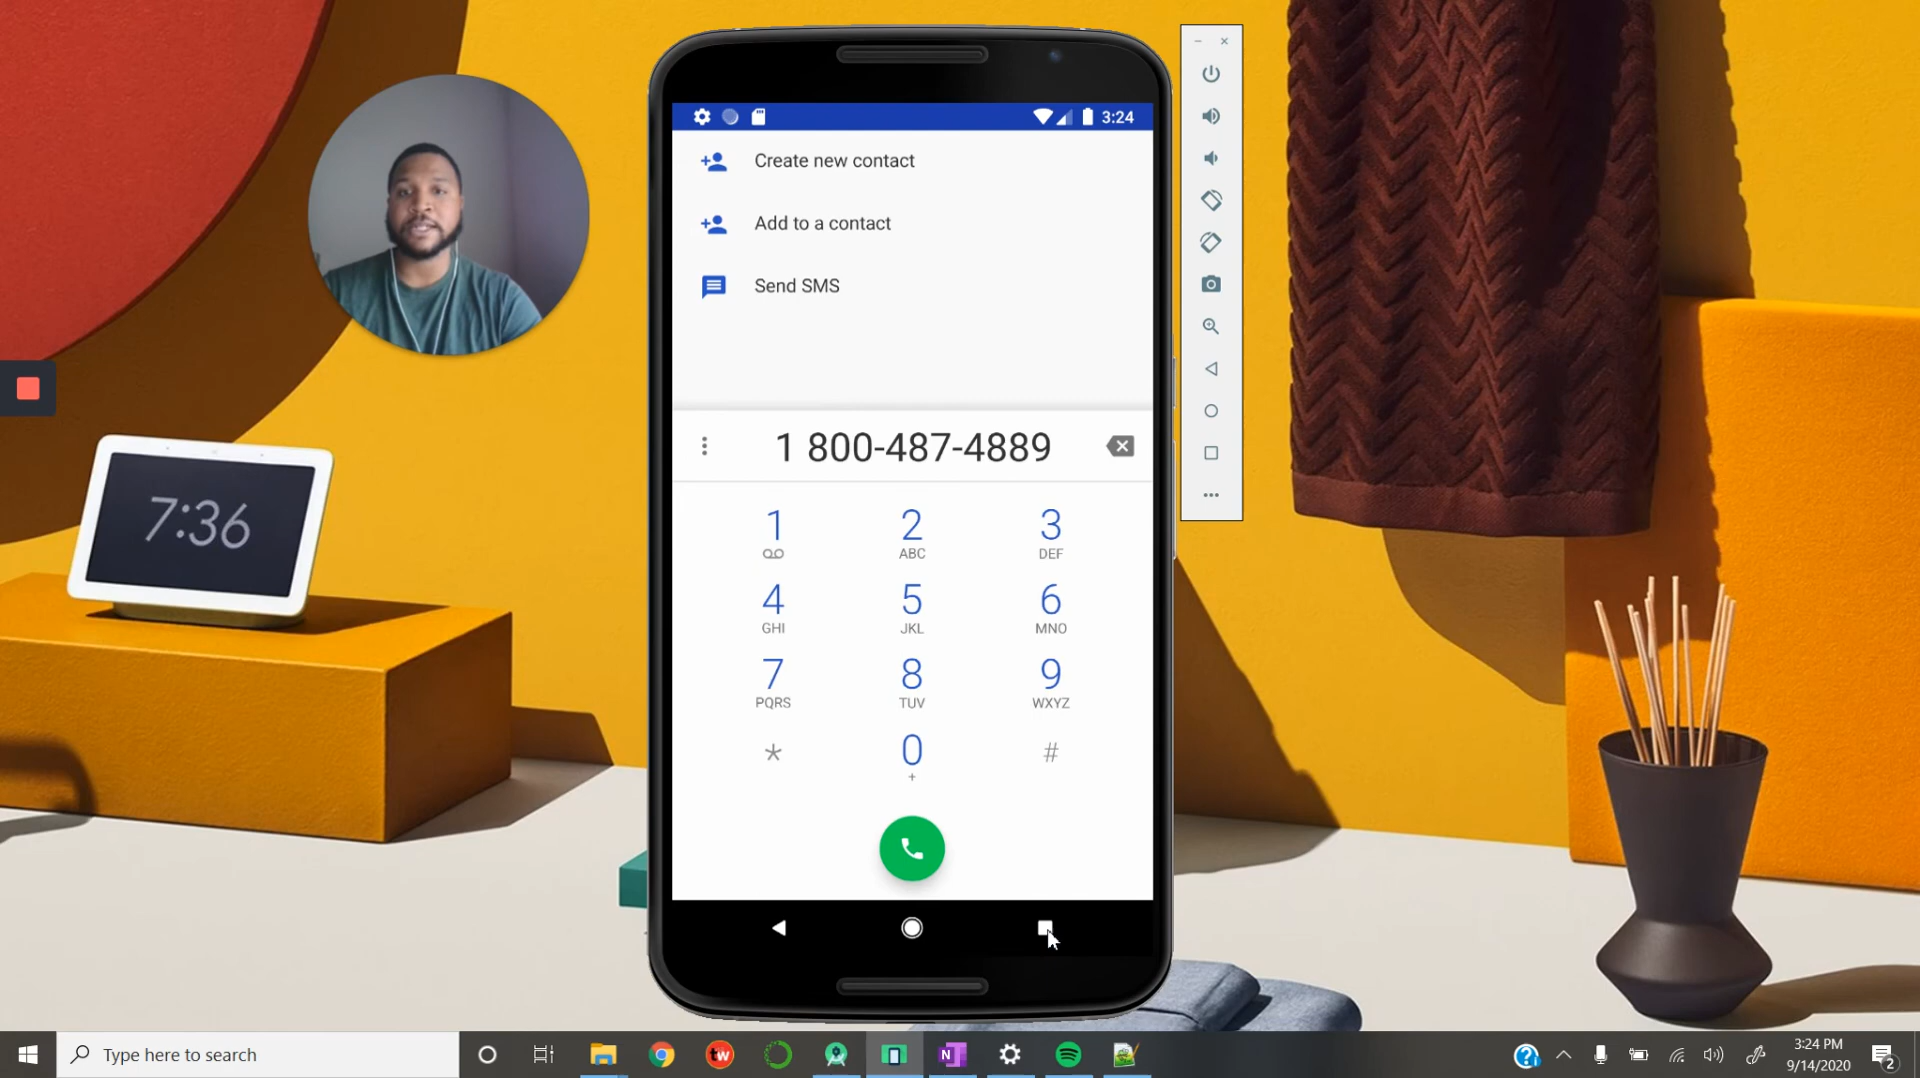 3:24
Create new contact
Add to a contact
Send SMS
1 800-487-4889
1 2 3
ABC DEF
4 5 6
GHI JKL MNO
7 8 9
PQRS TUV WXYZ
* 0 #
+
7:36
Type here to search
tw
N
3:24 PM
9/14/2020
2